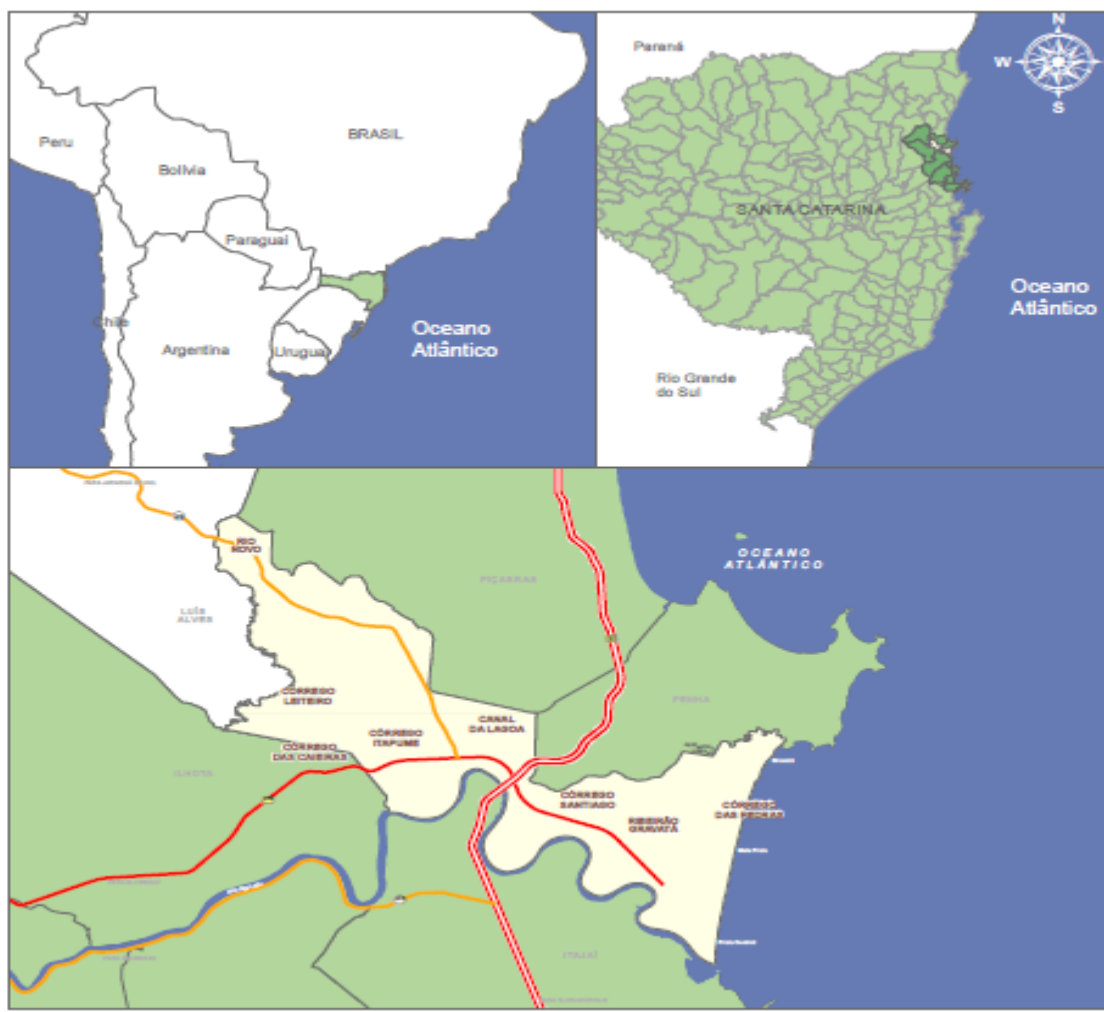 Peru
Bolívia
BRASIL
Paraguai
Chile
Argentina
Uruguai
Oceano
Atlântico
Paraná
N
W
S
SANTA CATARINA
Oceano
Atlântico
Rio Grande
do Sul
RIO
NOVO
LUÍS
ALVES
PIÇARRAS
OCEANO
ATLÂNTICO
PENHA
CÓRREGO
LEITEIRO
CANAL
DA LAGOA
CÓRREGO
ITAPUME
CÓRREGO
DAS CAIEIRAS
ILHOTA
CÓRREGO
SANTIAGO
RIBEIRÃO
GRAVATÁ
CÓRREGO
DAS PEDRAS
ITAJAÍ